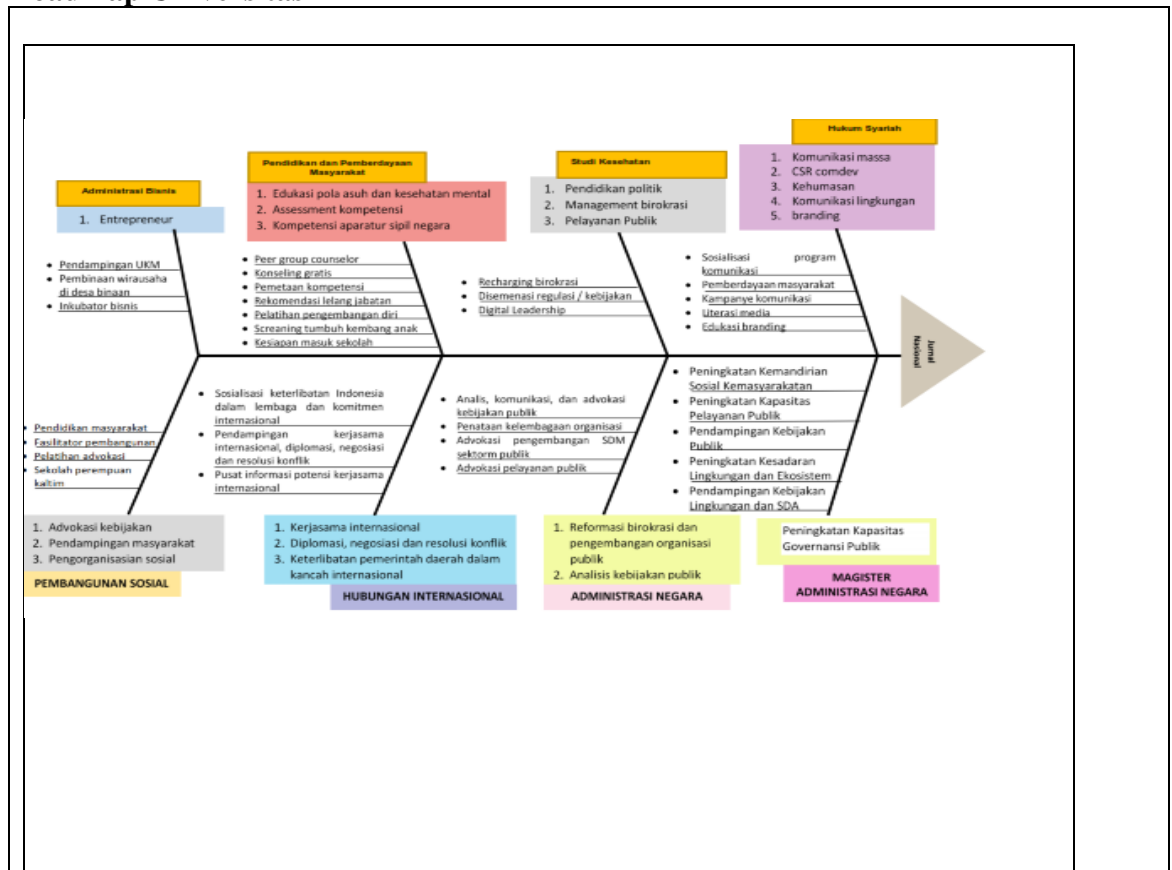 Administrasi Bisnis
1. Entrepreneur
Pendidikan dan Pemberdayaan
Masyarakat
1. Edukasi pola asuh dan kesehatan mental
2. Assessment kompetensi
3. Kompetensi aparatur sipil negara
Studi Kesehatan
1. Pendidikan politik
2. Management birokrasi
3. Pelayanan Publik
Hukum Syariah
1. Komunikasi massa
2. CSR comdev
3. Kehumasan
4. Komunikasi lingkungan
5. branding
• Pendampingan UKM
• Pembinaan wirausaha
di desa binaan
• Inkubator bisnis
• Peer group counselor
• Konseling gratis
• Pemetaan kompetensi
• Rekomendasi lelang jabatan
• Pelatihan pengembangan diri
• Screaning tumbuh kembang anak
• Kesiapan masuk sekolah
• Recharging birokrasi
• Disemenasi regulasi / kebijakan
• Digital Leadership
• Sosialisasi program
komunikasi
• Pemberdayaan masyarakat
• Kampanye komunikasi
• Literasi media
• Edukasi branding
Jurnal
Nasional
• Pendidikan masyarakat
• Fasilitator pembangunan
• Pelatihan advokasi
• Sekolah perempuan
kaltim
• Sosialisasi keterlibatan Indonesia
dalam lembaga dan komitmen
internasional
• Pendampingan kerjasama
internasional, diplomasi, negosiasi
dan resolusi konflik
• Pusat informasi potensi kerjasama
internasional
• Analis, komunikasi, dan advokasi
kebijakan publik
• Penataan kelembagaan organisasi
• Advokasi pengembangan SDM
sektorm publik
• Advokasi pelayanan publik
• Peningkatan Kemandirian
Sosial Kemasyarakatan
• Peningkatan Kapasitas
Pelayanan Publik
• Pendampingan Kebijakan
Publik
• Peningkatan Kesadaran
Lingkungan dan Ekosistem
• Pendampingan Kebijakan
Lingkungan dan SDA
1. Advokasi kebijakan
2. Pendampingan masyarakat
3. Pengorganisasian sosial
PEMBANGUNAN SOSIAL
1. Kerjasama internasional
2. Diplomasi, negosiasi dan resolusi konflik
3. Keterlibatan pemerintah daerah dalam
kancah internasional
HUBUNGAN INTERNASIONAL
1. Reformasi birokrasi dan
pengembangan organisasi
publik
2. Analisis kebijakan publik
ADMINISTRASI NEGARA
Peningkatan Kapasitas
Governansi Publik
MAGISTER
ADMINISTRASI NEGARA